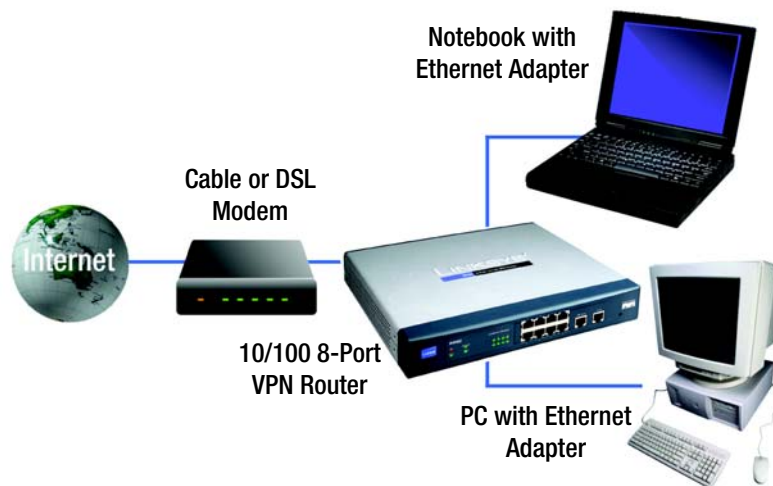 Notebook with
Ethernet Adapter
Cable or DSL
Modem
Internet
LINKSYS
10/100 8-Port
VPN Router
PC with Ethernet
Adapter